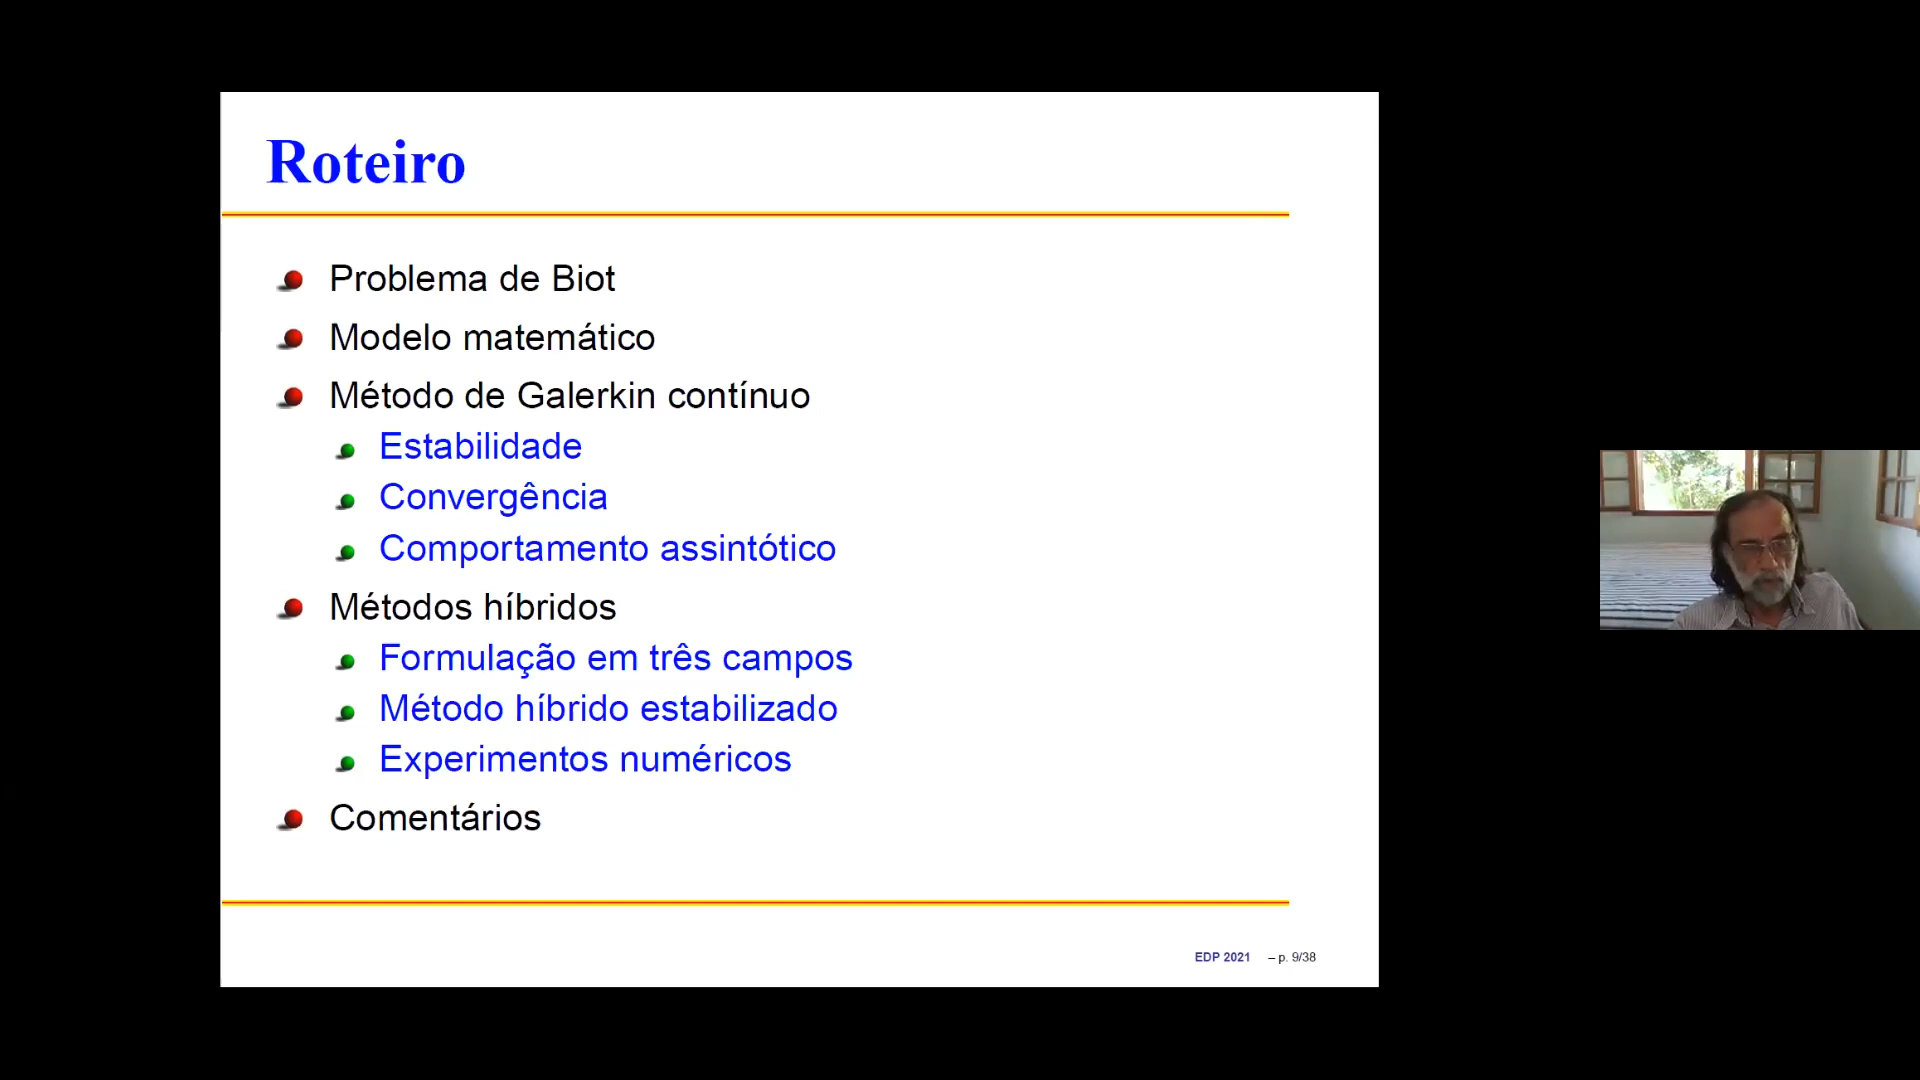 Roteiro
Problema de Biot
Modelo matemático
Método de Galerkin contínuo
Estabilidade
Convergência
Comportamento assintótico
Métodos híbridos
Formulação em três campos
Método híbrido estabilizado
Experimentos numéricos
Comentários
EDP 2021 – p. 9/38